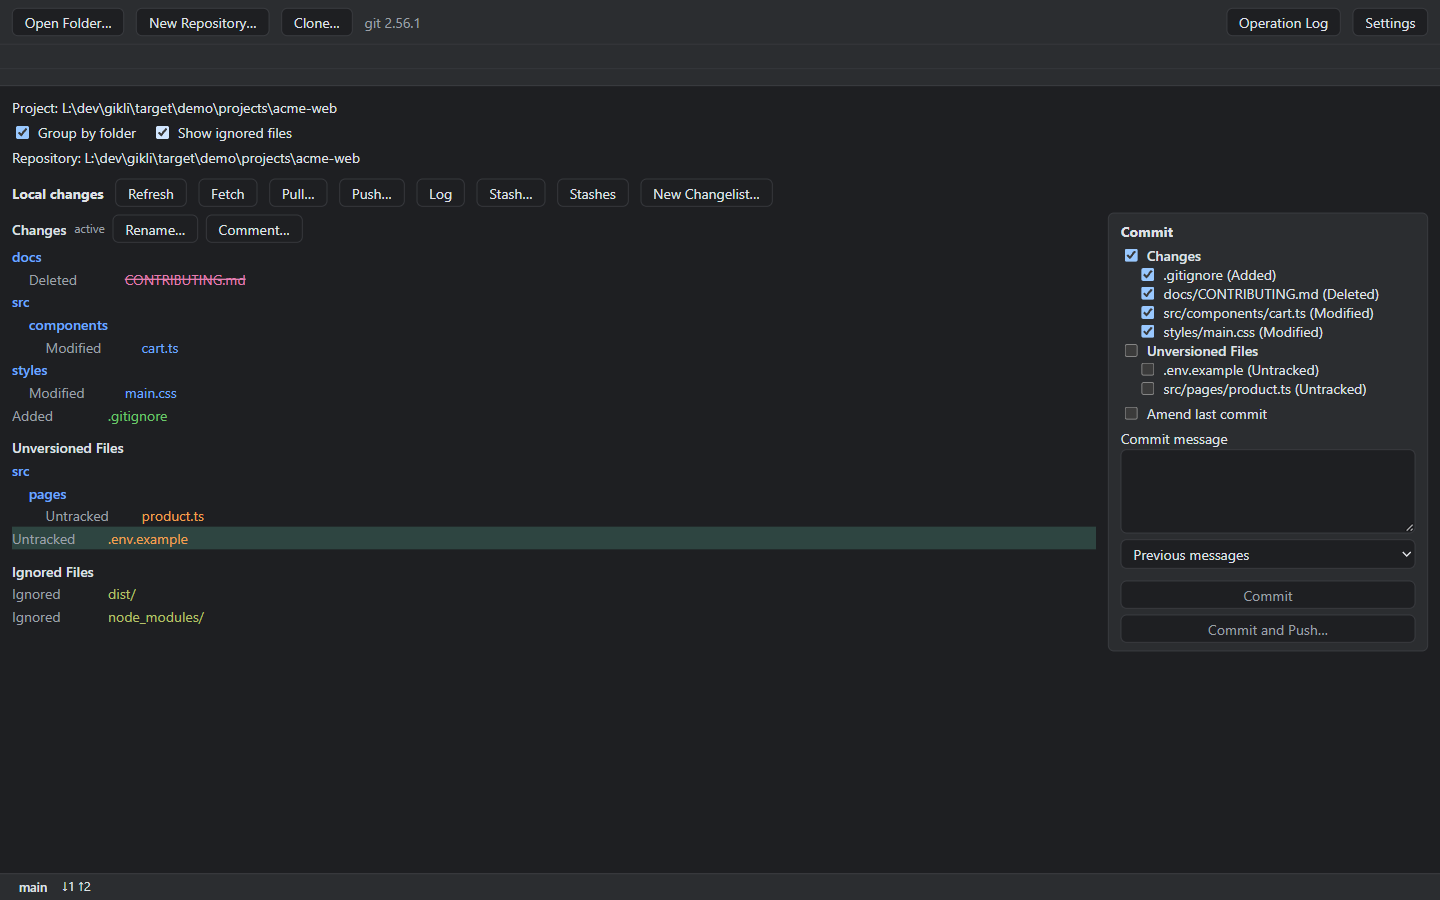 Open Folder... New Repository... Clone... git 2.56.1 Operation Log Settings
Project: L:\dev\gikli\target\demo\projects\acme-web
Group by folder Show ignored files
Repository: L:\dev\gikli\target\demo\projects\acme-web
Local changes Refresh Fetch Pull... Push... Log Stash... Stashes New Changelist...
Changes active Rename... Comment...
docs
Deleted CONTRIBUTING.md
src
components
Modified cart.ts
styles
Modified main.css
Added .gitignore
Unversioned Files
src
pages
Untracked product.ts
Untracked .env.example
Ignored Files
Ignored dist/
Ignored node_modules/
Commit
Changes
.gitignore (Added)
docs/CONTRIBUTING.md (Deleted)
src/components/cart.ts (Modified)
styles/main.css (Modified)
Unversioned Files
.env.example (Untracked)
src/pages/product.ts (Untracked)
Amend last commit
Commit message
Previous messages
Commit
Commit and Push...
main ↓1 ↑2